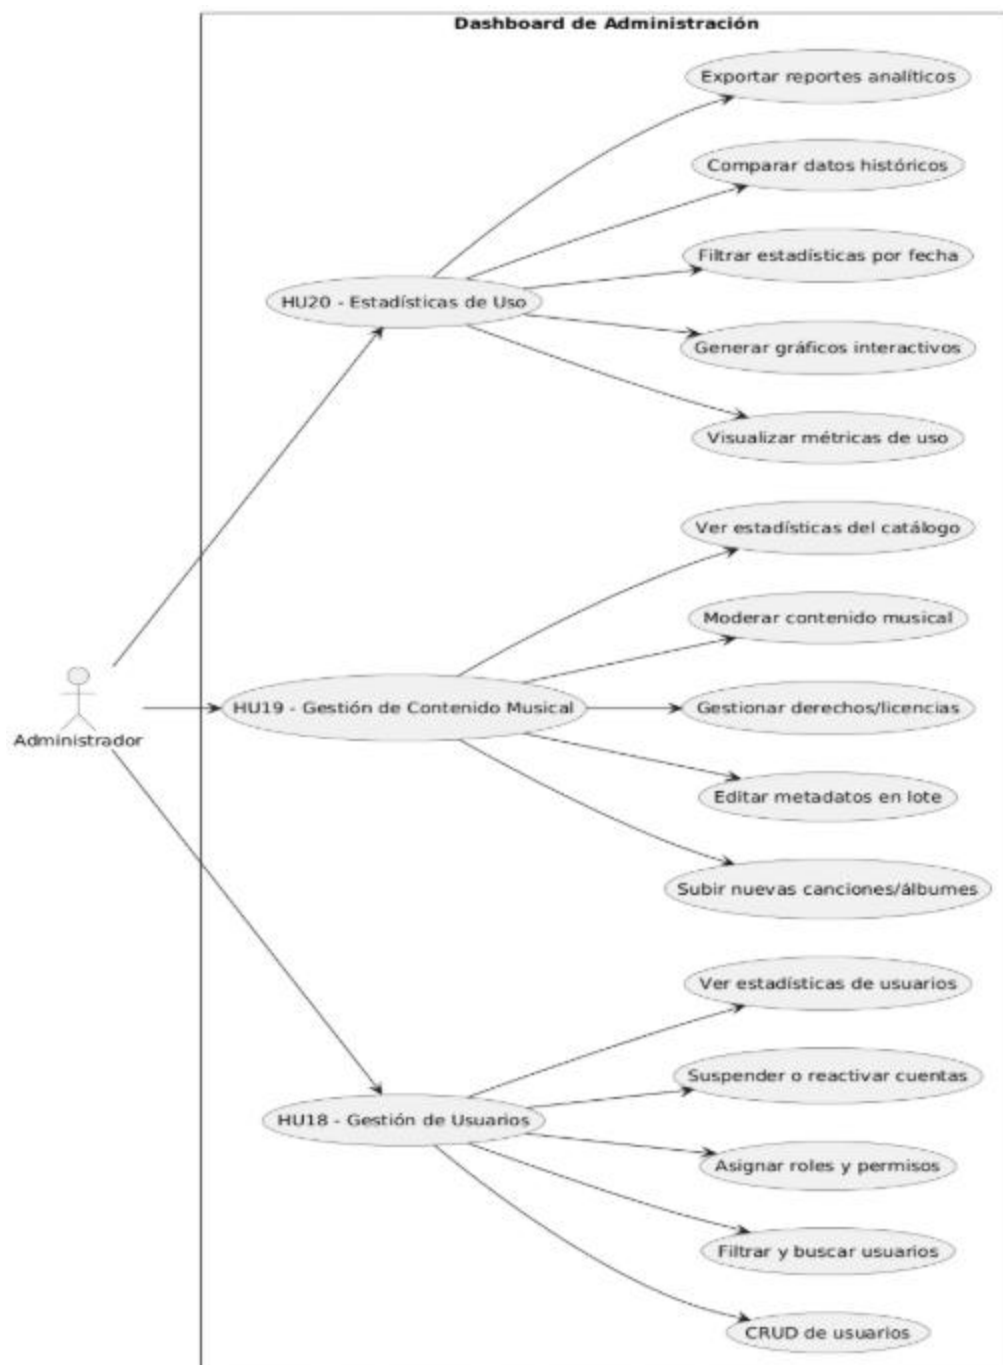 Dashboard de Administración
Exportar reportes analíticos
Comparar datos históricos
Filtrar estadísticas por fecha
HU20 - Estadísticas de Uso
Generar gráficos interactivos
Visualizar métricas de uso
Ver estadísticas del catálogo
Moderar contenido musical
HU19 - Gestión de Contenido Musical
Gestionar derechos/licencias
Administrador
Editar metadatos en lote
Subir nuevas canciones/álbumes
Ver estadísticas de usuarios
Suspender o reactivar cuentas
HU18 - Gestión de Usuarios
Asignar roles y permisos
Filtrar y buscar usuarios
CRUD de usuarios